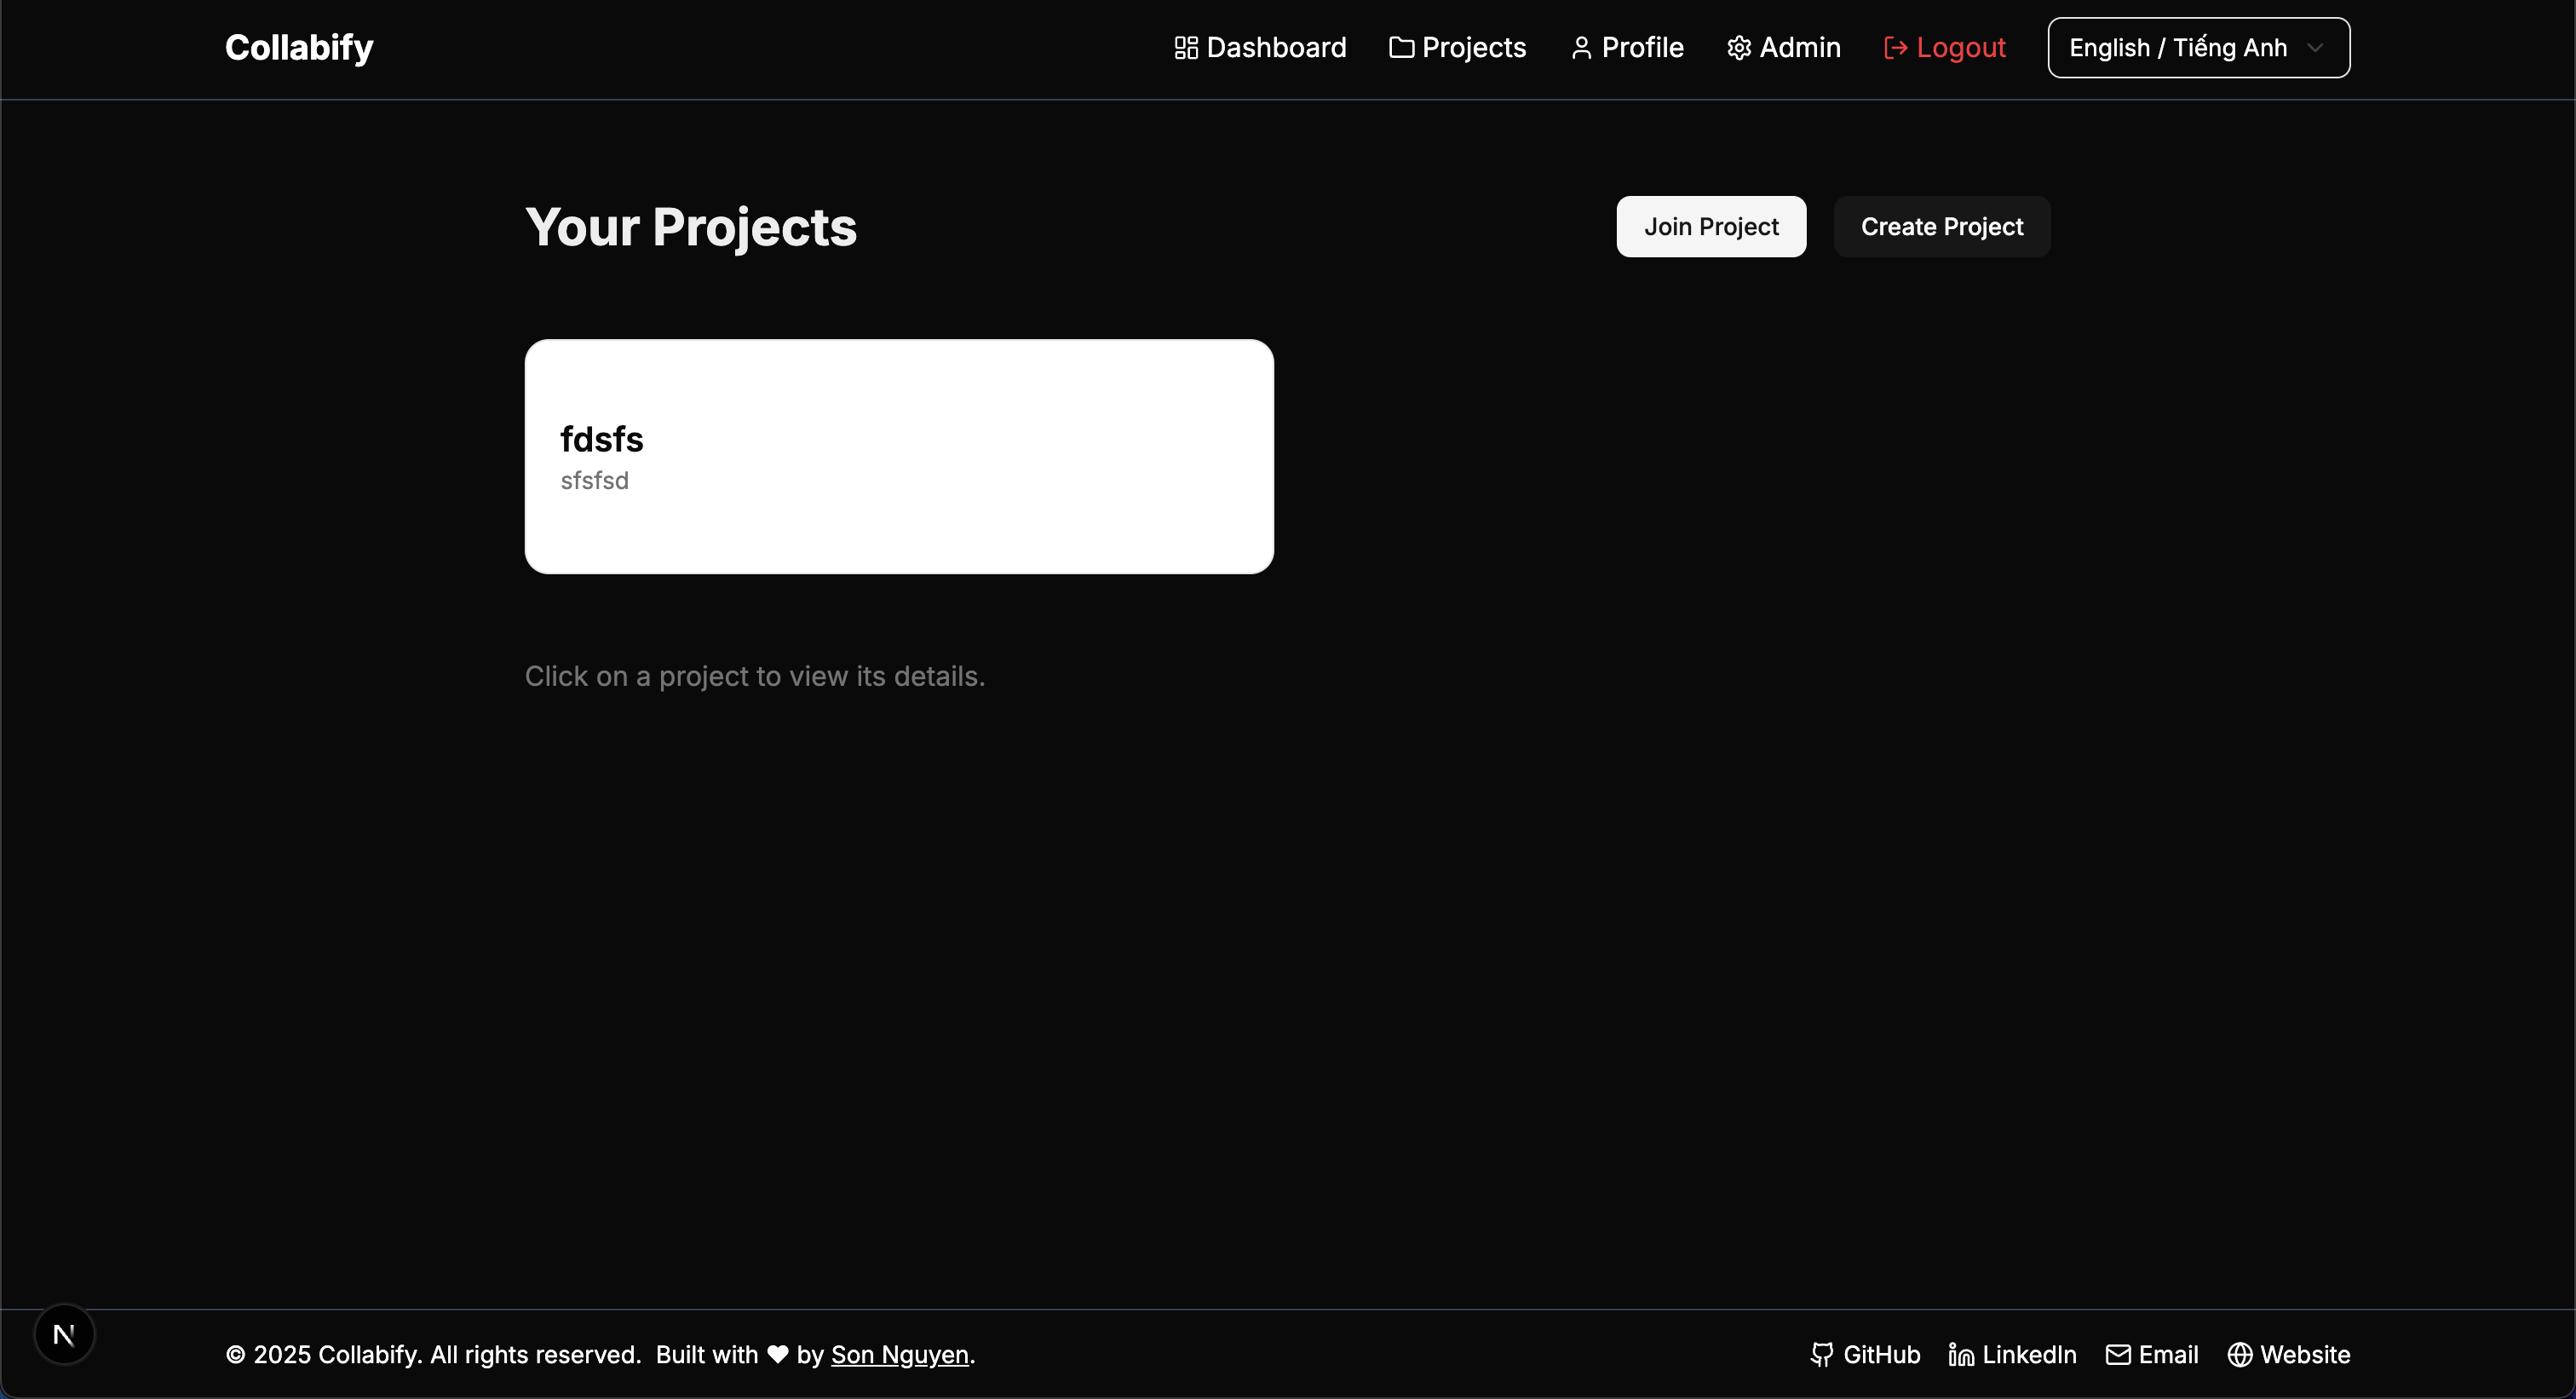 Collabify
Dashboard
Projects
Profile
Admin
Logout
English / Tiếng Anh
Your Projects
Join Project
Create Project
fdsfs
sfsfsd
Click on a project to view its details.
N
© 2025 Collabify. All rights reserved. Built with ♥ by Son Nguyen.
GitHub
LinkedIn
Email
Website